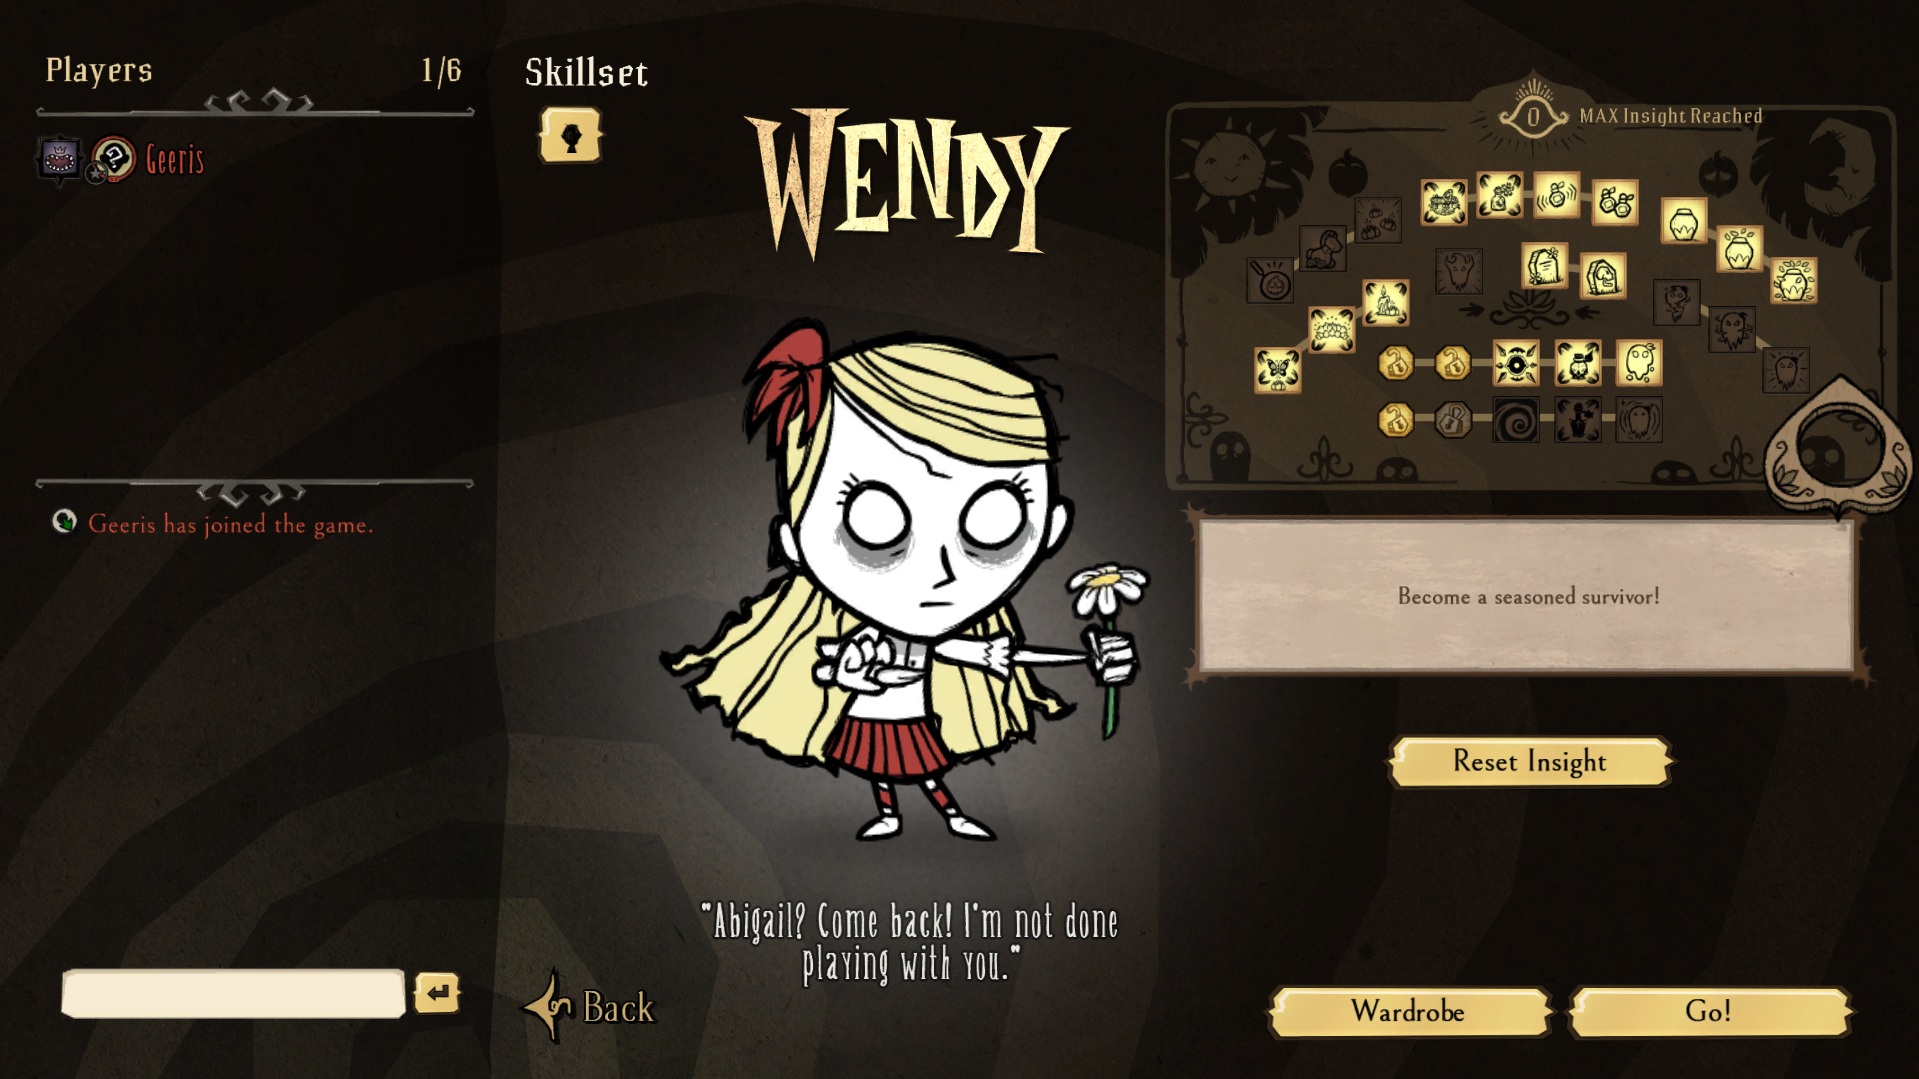 Players
1/6
Geeris
Geeris has joined the game.
Skillset
WENDY
"Abigail? Come back! I'm not done
playing with you."
Back
0
MAX Insight Reached
Become a seasoned survivor!
Reset Insight
Wardrobe
Go!